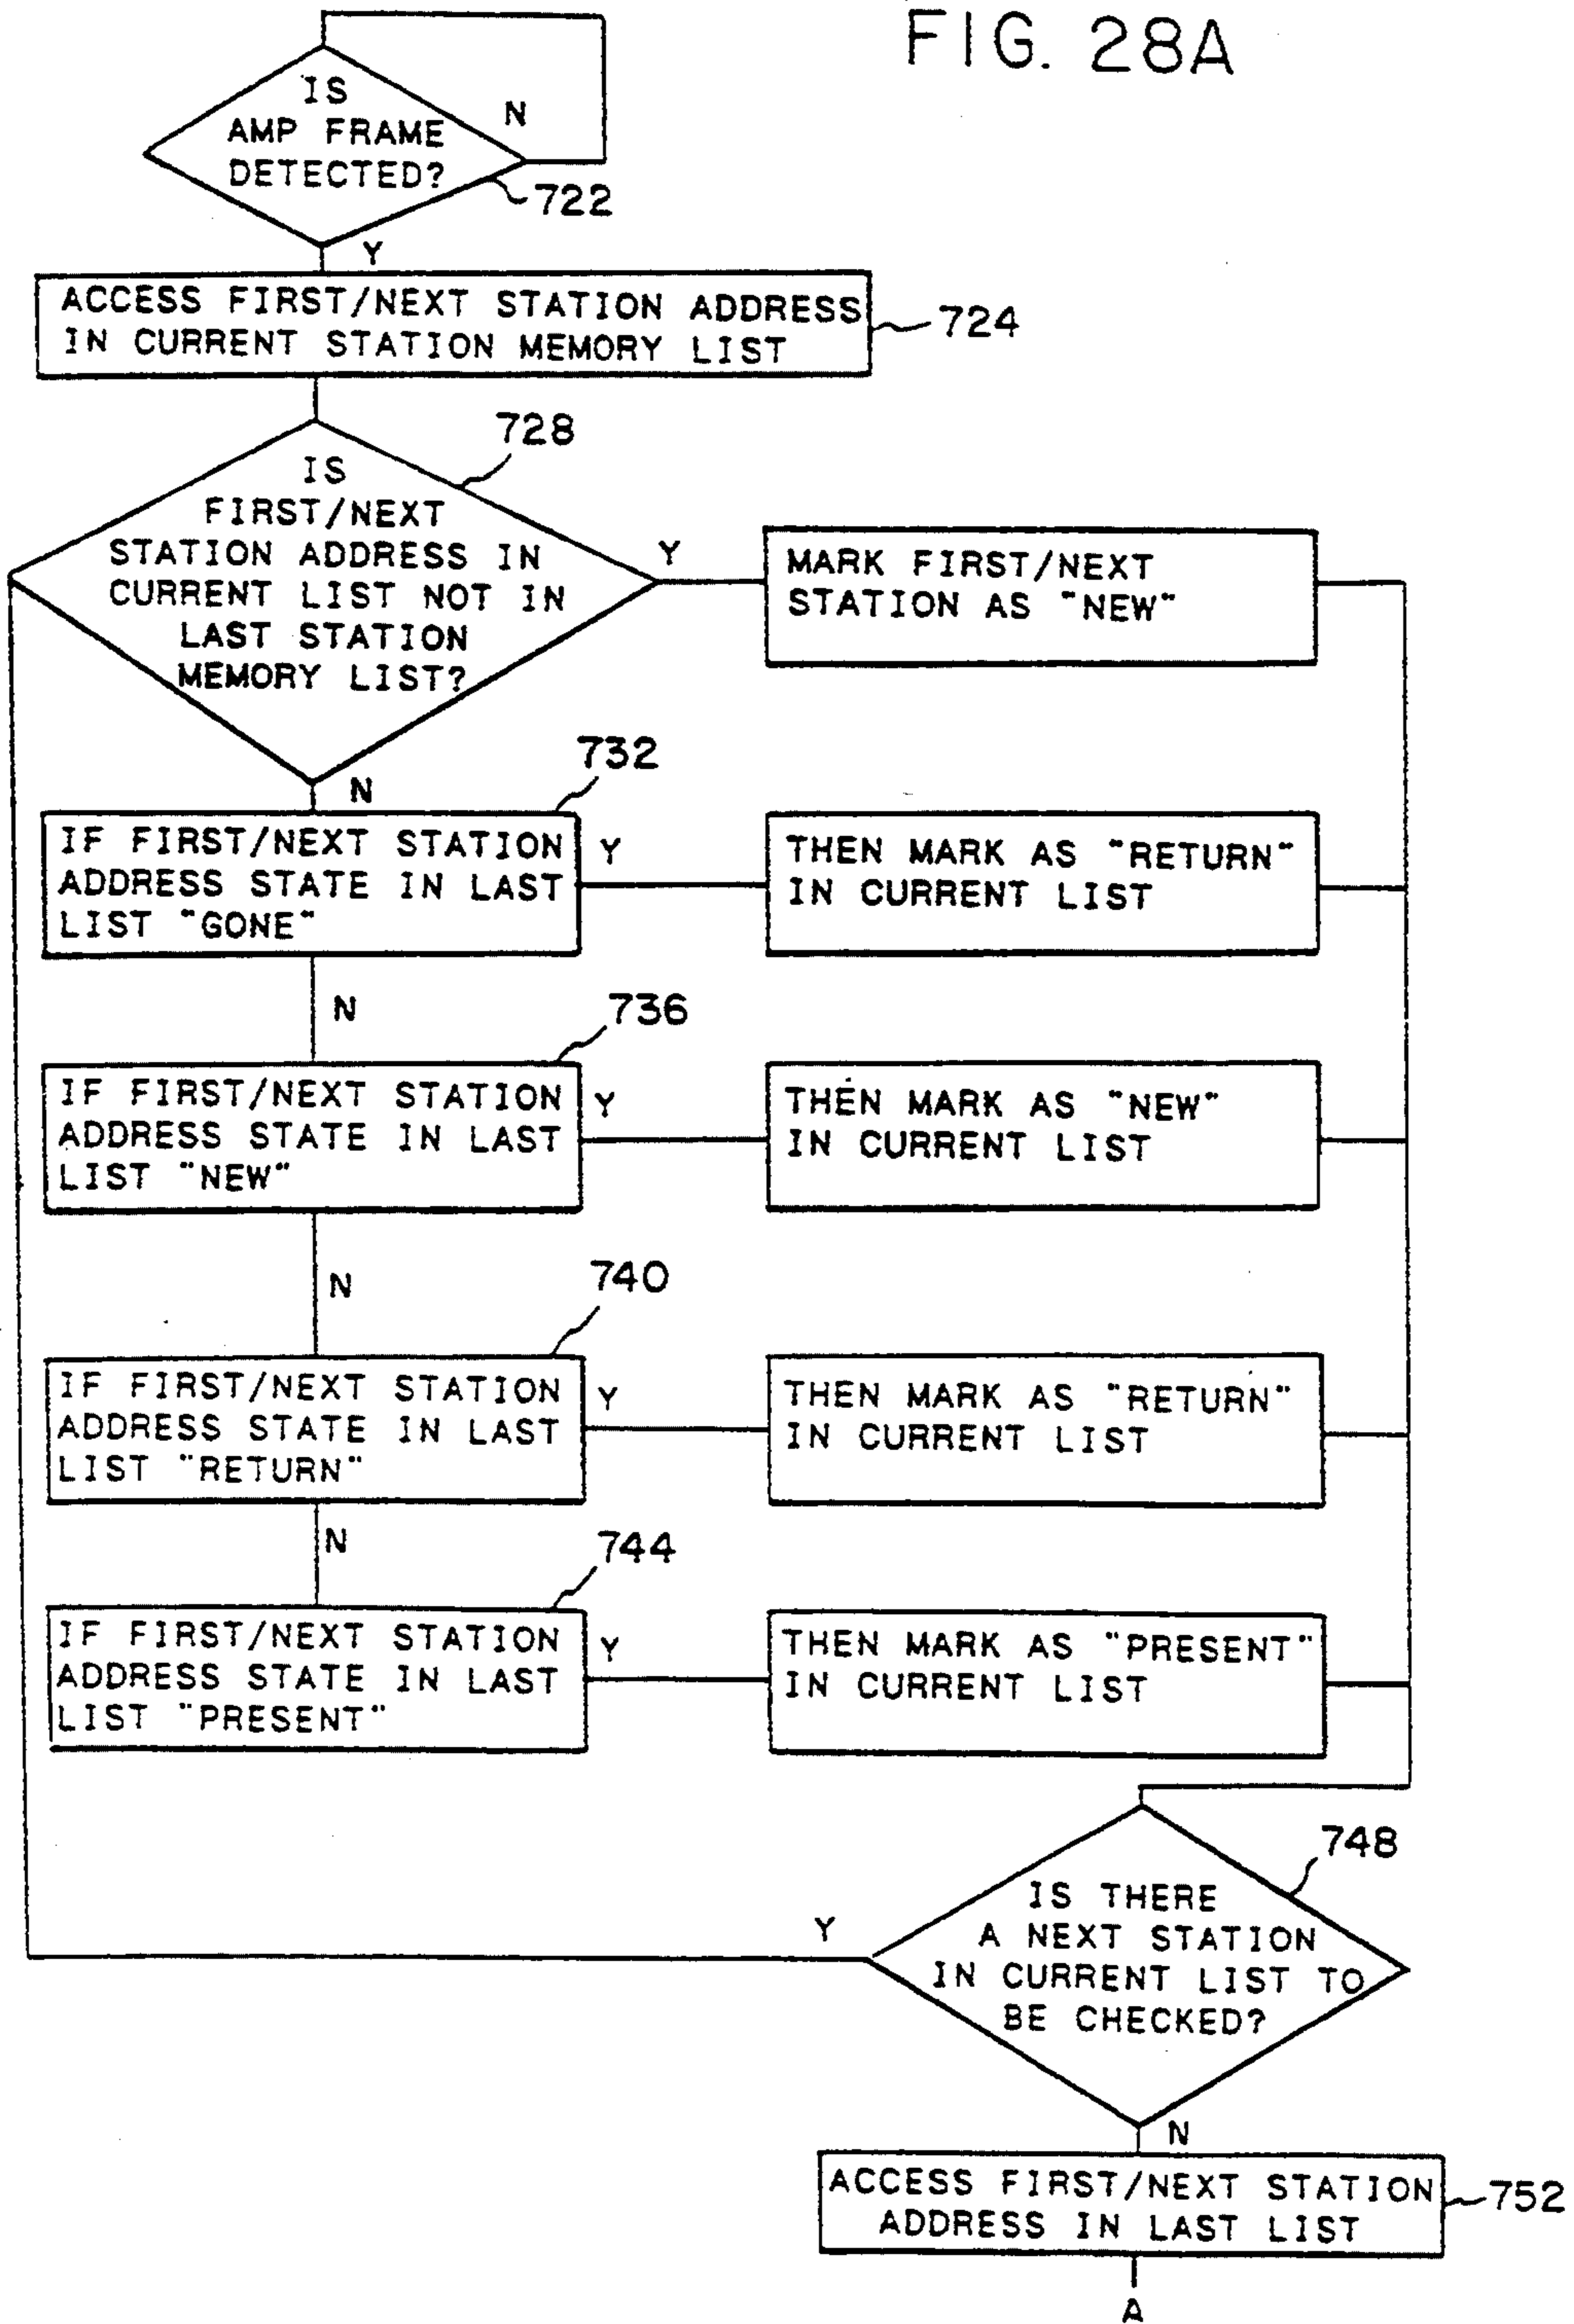 FIG. 28A
IS
AMP FRAME
DETECTED?
N
722
Y
ACCESS FIRST/NEXT STATION ADDRESS
IN CURRENT STATION MEMORY LIST
724
728
IS
FIRST/NEXT
STATION ADDRESS IN
CURRENT LIST NOT IN
LAST STATION
MEMORY LIST?
Y
MARK FIRST/NEXT
STATION AS "NEW"
N
732
IF FIRST/NEXT STATION
ADDRESS STATE IN LAST
LIST "GONE"
Y
THEN MARK AS "RETURN"
IN CURRENT LIST
N
736
IF FIRST/NEXT STATION
ADDRESS STATE IN LAST
LIST "NEW"
Y
THEN MARK AS "NEW"
IN CURRENT LIST
N
740
IF FIRST/NEXT STATION
ADDRESS STATE IN LAST
LIST "RETURN"
Y
THEN MARK AS "RETURN"
IN CURRENT LIST
N
744
IF FIRST/NEXT STATION
ADDRESS STATE IN LAST
LIST "PRESENT"
Y
THEN MARK AS "PRESENT"
IN CURRENT LIST
748
IS THERE
A NEXT STATION
IN CURRENT LIST TO
BE CHECKED?
Y
N
ACCESS FIRST/NEXT STATION
ADDRESS IN LAST LIST
752
A